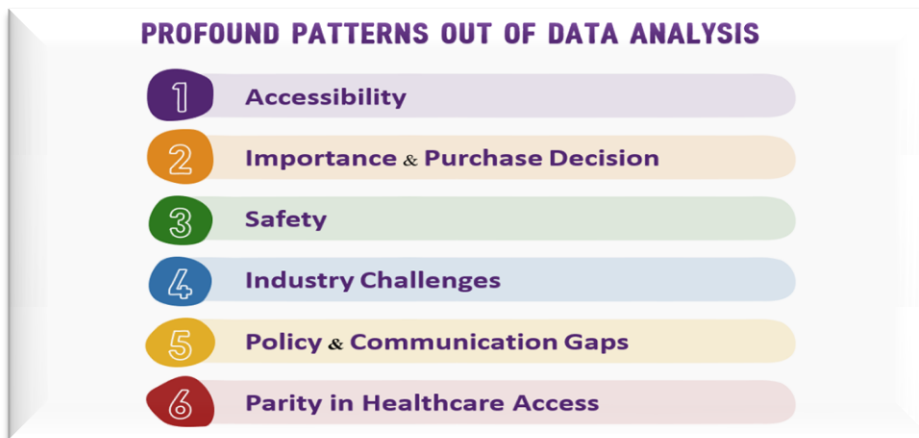 PROFOUND PATTERNS OUT OF DATA ANALYSIS
1 Accessibility
2 Importance & Purchase Decision
3 Safety
4 Industry Challenges
5 Policy & Communication Gaps
6 Parity in Healthcare Access